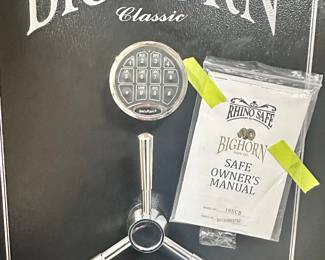 BIGHORN
Classic
RHINO SAFE
BIGHORN
SAFE
OWNER'S
MANUAL